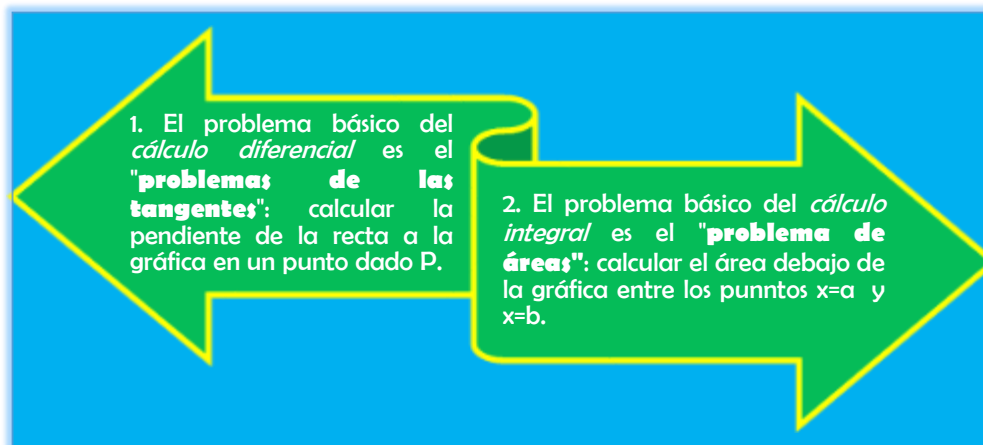 1. El problema básico del
cálculo diferencial es el
"problemas de las
tangentes": calcular la
pendiente de la recta a la
gráfica en un punto dado P.
2. El problema básico del cálculo
integral es el "problema de
áreas": calcular el área debajo de
la gráfica entre los punntos x=a y
x=b.